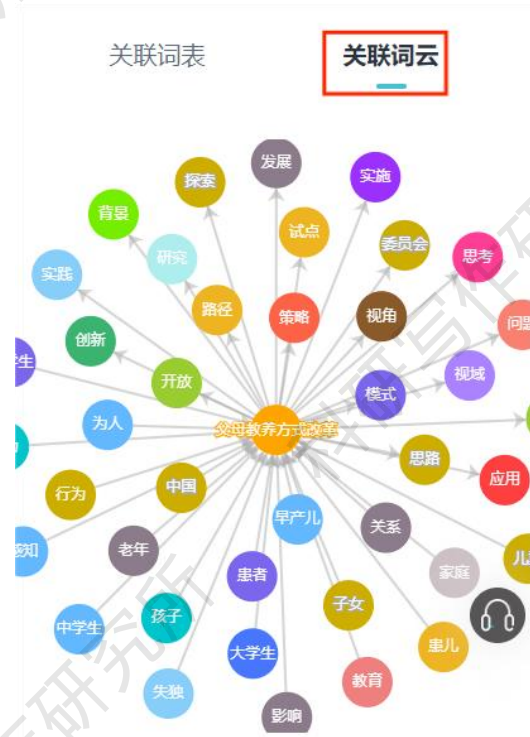 关联词表
关联词云
发展
探索
实施
背景
试点
委员会
研究
思考
实践
路径
策略
视角
问题
创新
生
视域
开放
模式
为人
父母教养方式改革
思路
中国
应用
行为
早产儿
关系
老年
知
患者
家庭
儿
孩子
子女
中学生
大学生
患儿
教育
失独
影响